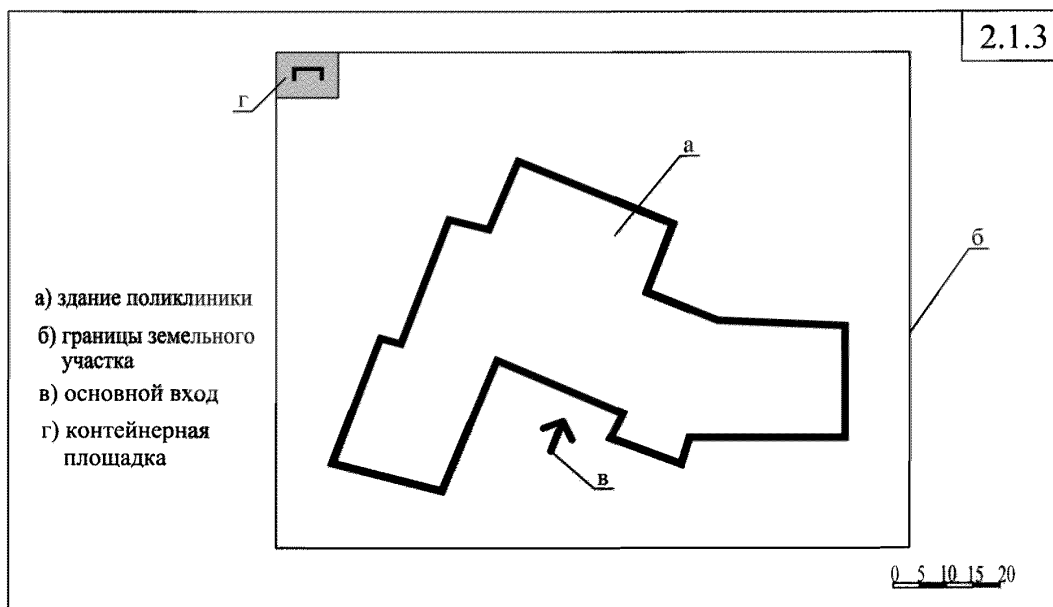 2.1.3
г
а
б
а) здание поликлиники
б) границы земельного
участка
в) основной вход
г) контейнерная
площадка
в
0 5 10 15 20